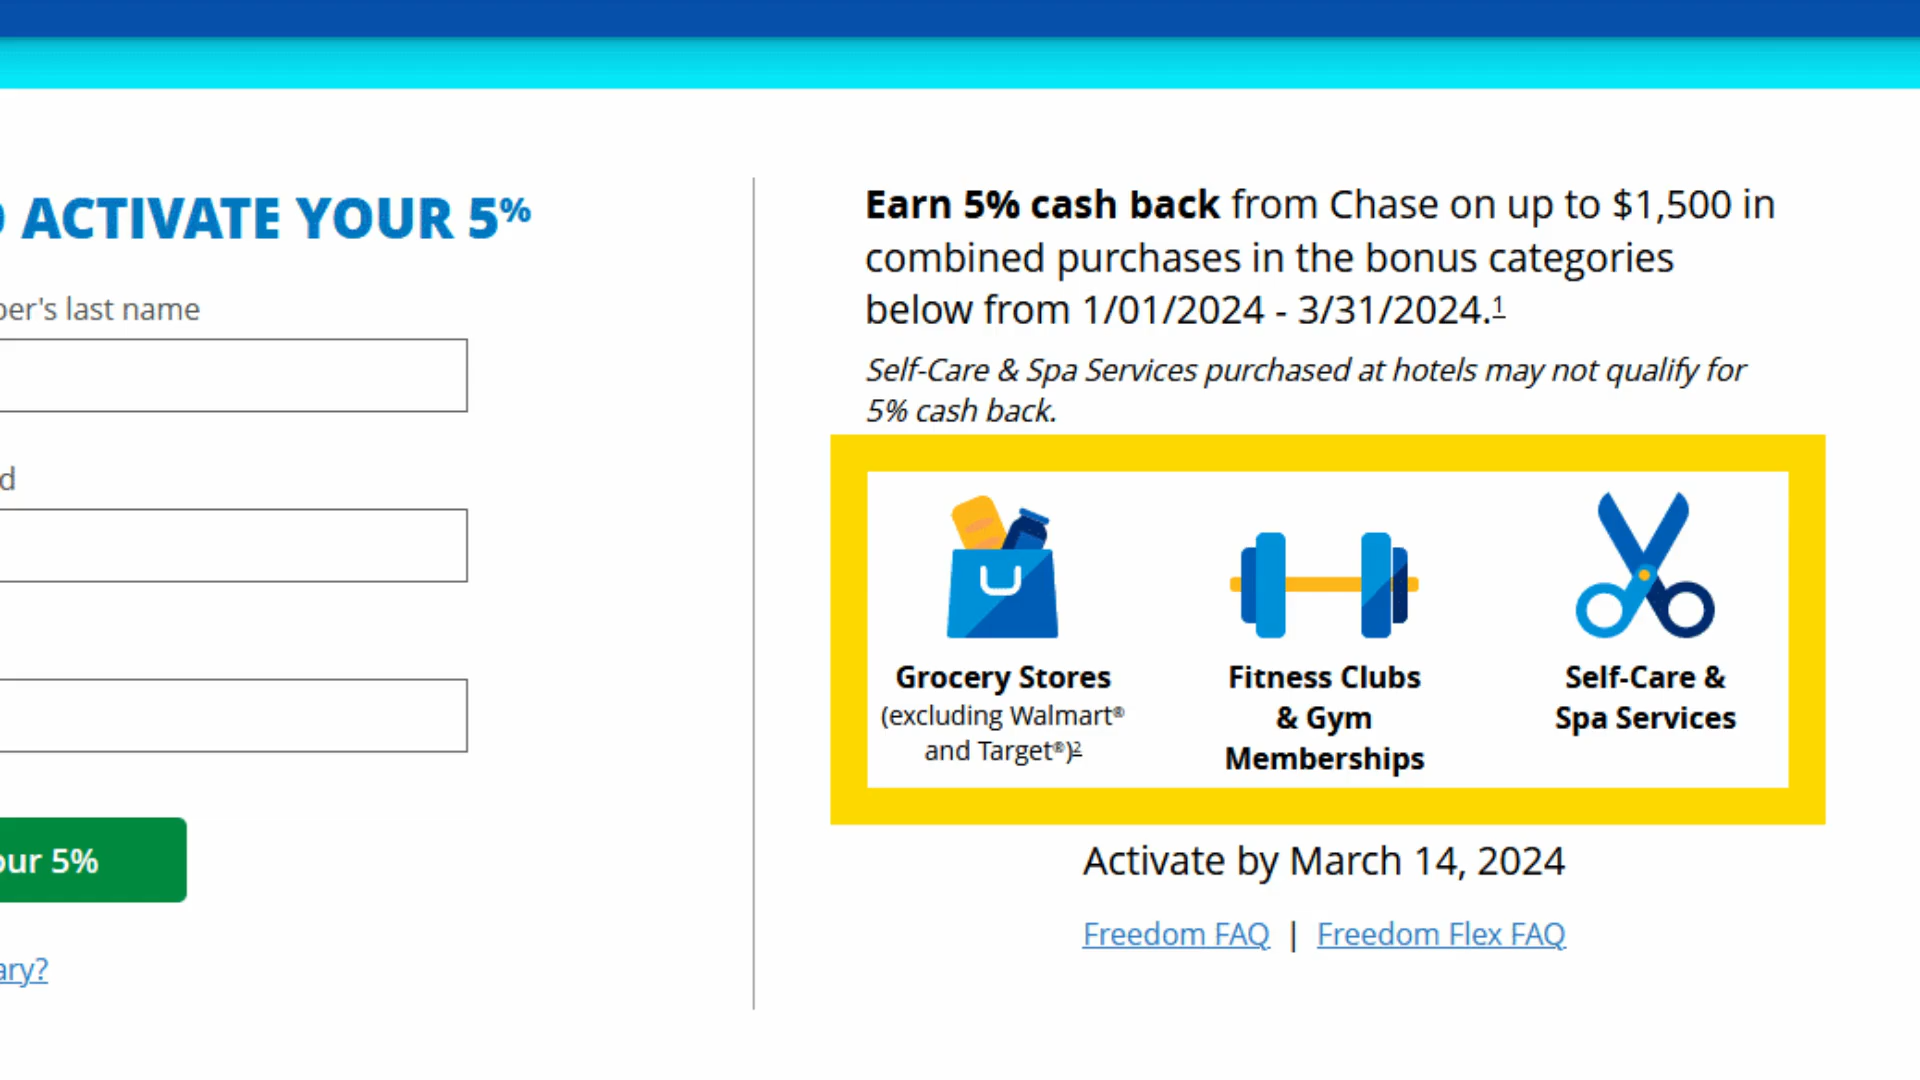 ACTIVATE YOUR 5%
er's last name
d
ur 5%
ary?
Earn 5% cash back from Chase on up to $1,500 in
combined purchases in the bonus categories
below from 1/01/2024 - 3/31/2024.1
Self-Care & Spa Services purchased at hotels may not qualify for
5% cash back.
Grocery Stores
(excluding Walmart®
and Target®)2
Fitness Clubs
& Gym
Memberships
Self-Care &
Spa Services
Activate by March 14, 2024
Freedom FAQ | Freedom Flex FAQ